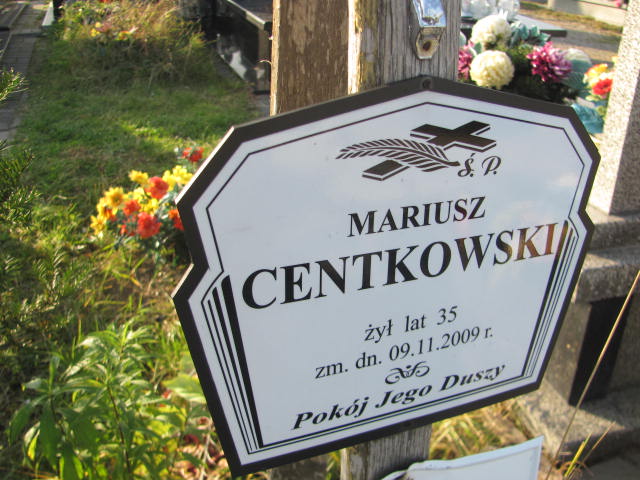 Ś. P.
MARIUSZ
CENTKOWSKI
żył lat 35
zm. dn. 09.11.2009 r.
Pokój Jego Duszy